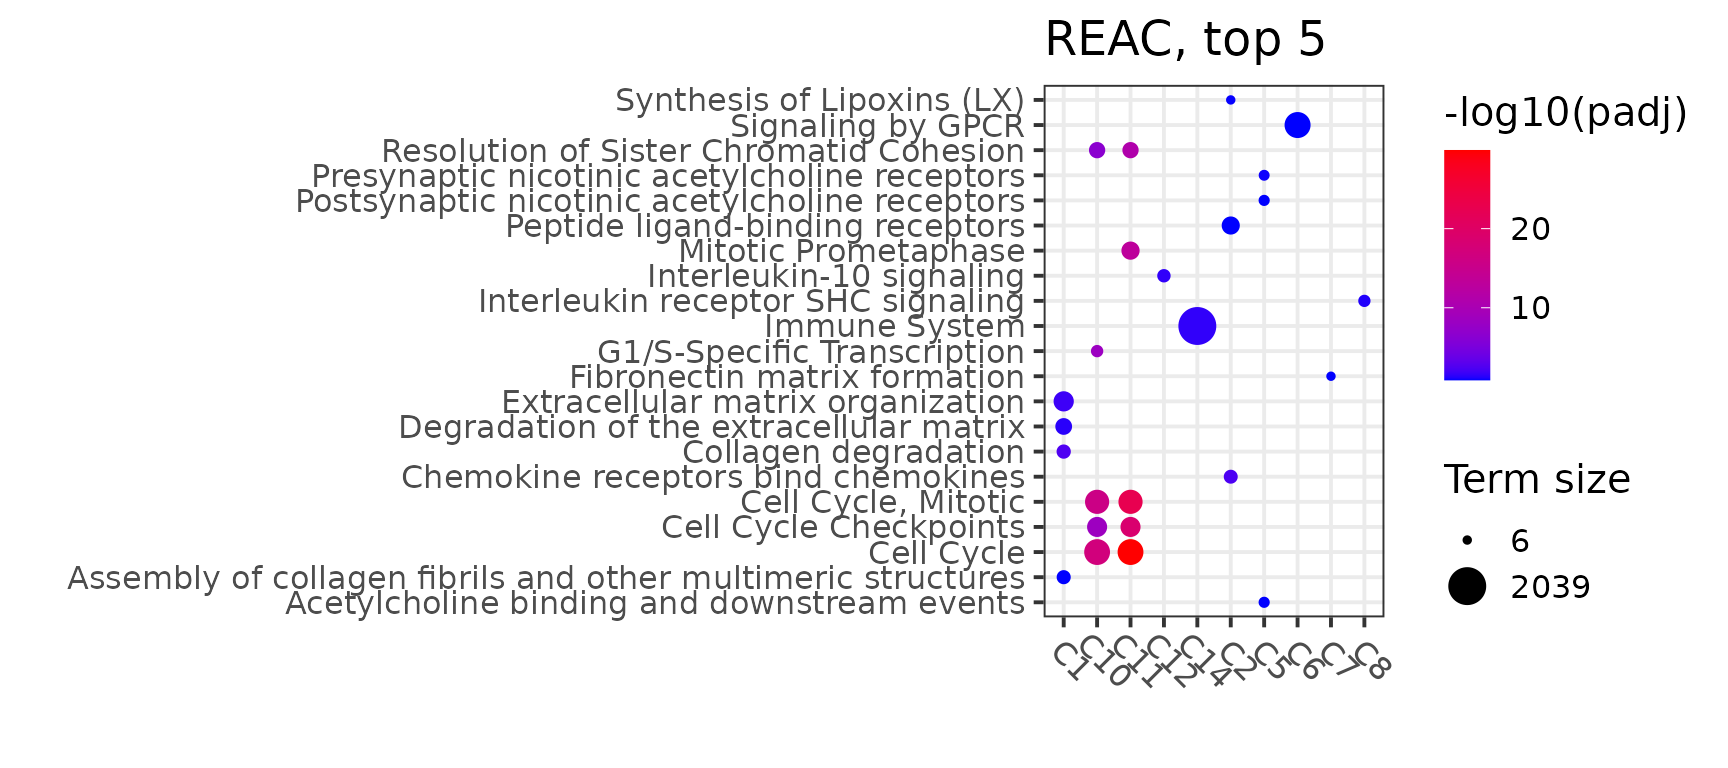 REAC, top 5
Synthesis of Lipoxins (LX)
Signaling by GPCR
Resolution of Sister Chromatid Cohesion
Presynaptic nicotinic acetylcholine receptors
Postsynaptic nicotinic acetylcholine receptors
Peptide ligand-binding receptors
Mitotic Prometaphase
Interleukin-10 signaling
Interleukin receptor SHC signaling
Immune System
G1/S-Specific Transcription
Fibronectin matrix formation
Extracellular matrix organization
Degradation of the extracellular matrix
Collagen degradation
Chemokine receptors bind chemokines
Cell Cycle, Mitotic
Cell Cycle Checkpoints
Cell Cycle
Assembly of collagen fibrils and other multimeric structures
Acetylcholine binding and downstream events
C1 C10 C11 C12 C14 C2 C5 C6 C7 C8
-log10(padj)
20
10
Term size
6
2039